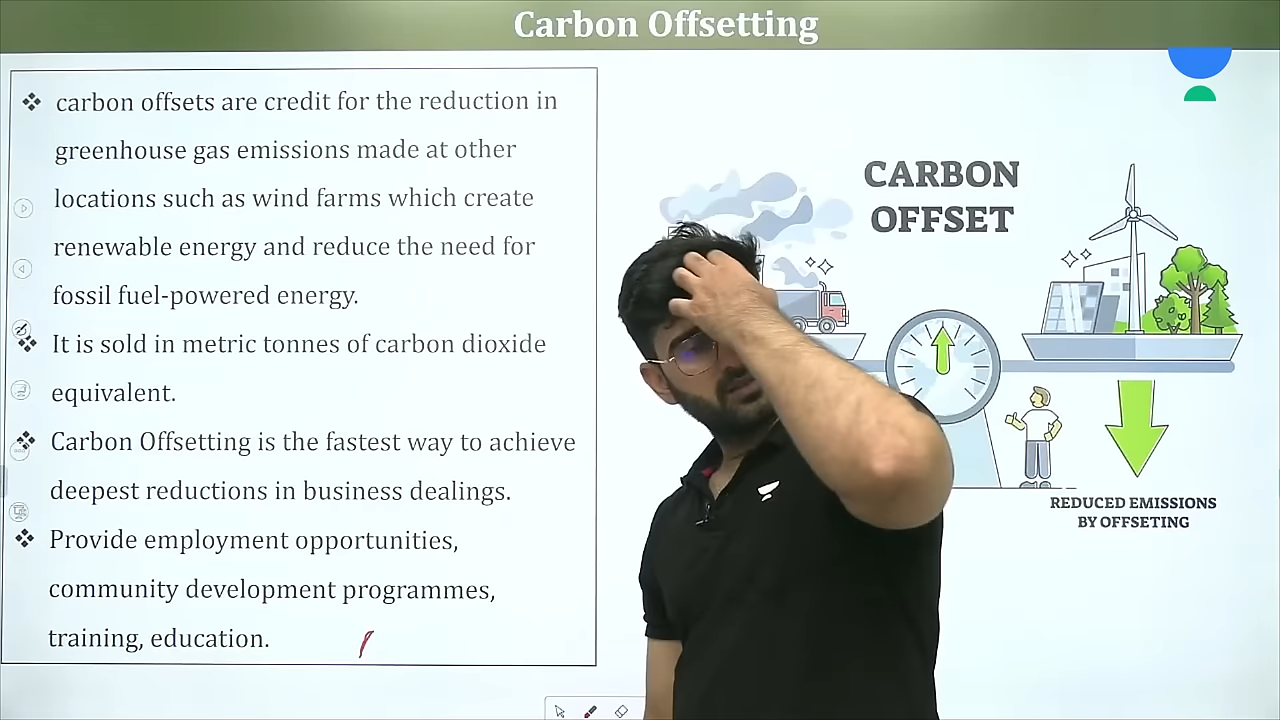 Carbon Offsetting
❖ carbon offsets are credit for the reduction in
greenhouse gas emissions made at other
locations such as wind farms which create
renewable energy and reduce the need for
fossil fuel-powered energy.
❖ It is sold in metric tonnes of carbon dioxide
equivalent.
❖ Carbon Offsetting is the fastest way to achieve
deepest reductions in business dealings.
❖ Provide employment opportunities,
community development programmes,
training, education.
CARBON
OFFSET
REDUCED EMISSIONS
BY OFFSETING